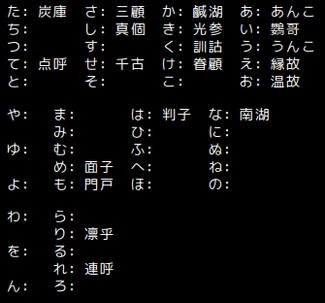 た: 炭庫 さ: 三顧 か: 鹹湖 あ: あんこ
ち: し: 真個 き: 光参 い: 鸚哥
つ: す: く: 訓詁 う: うんこ
て: 点呼 せ: 千古 け: 眷顧 え: 縁故
と: そ: こ: お: 温故
や: ま: は: 判子 な: 南湖
み: ひ: に:
ゆ: む: ふ: ぬ:
め: 面子 へ: ね:
よ: も: 門戸 ほ: の:
わ: ら:
り: 凛乎
を: る:
れ: 連呼
ん: ろ: